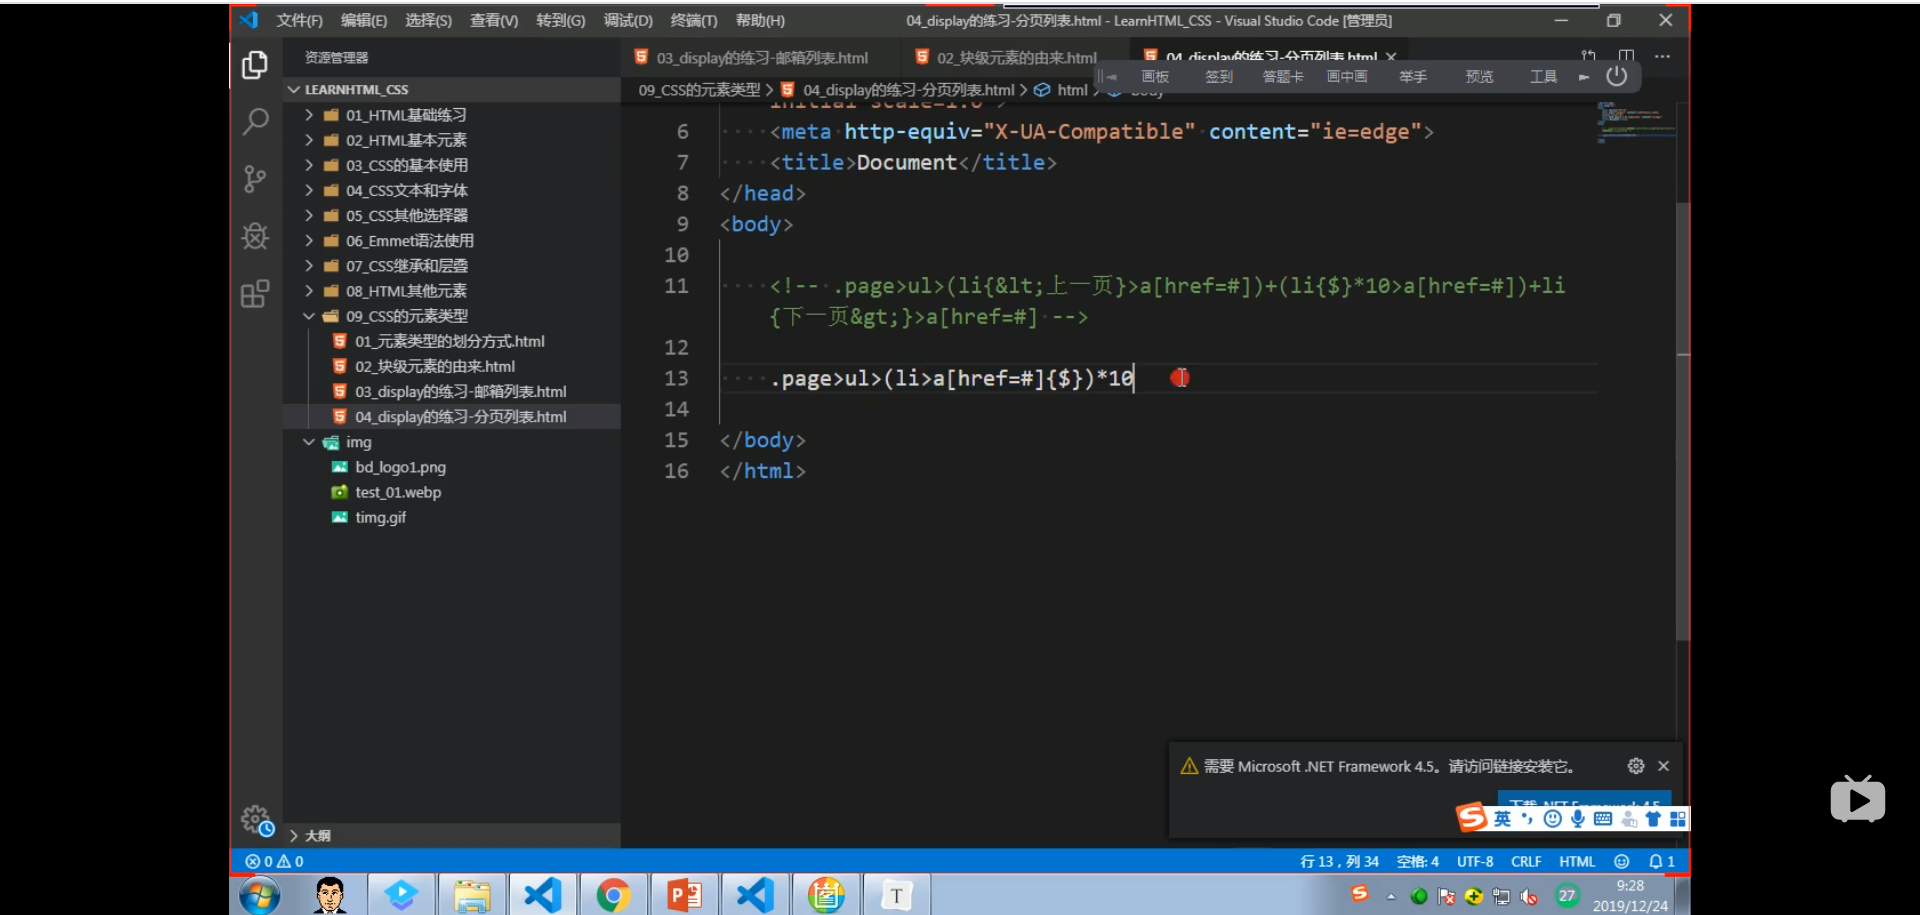 文件(F) 编辑(E) 选择(S) 查看(V) 转到(G) 调试(D) 终端(T) 帮助(H) 04_display的练习-分页列表.html - LearnHTML_CSS - Visual Studio Code [管理员]
资源管理器
03_display的练习-邮箱列表.html 02_块级元素的由来.html 04_display的练习-分页列表.html
画板 签到 答题卡 画中画 举手 预览 工具
09_CSS的元素类型 > 04_display的练习-分页列表.html > html > body
LEARNHTML_CSS
01_HTML基础练习
02_HTML基本元素
03_CSS的基本使用
04_CSS文本和字体
05_CSS其他选择器
06_Emmet语法使用
07_CSS继承和层叠
08_HTML其他元素
09_CSS的元素类型
01_元素类型的划分方式.html
02_块级元素的由来.html
03_display的练习-邮箱列表.html
04_display的练习-分页列表.html
img
bd_logo1.png
test_01.webp
timg.gif
大纲
initial-scale=1.0">
6 <meta http-equiv="X-UA-Compatible" content="ie=edge">
7 <title>Document</title>
8 </head>
9 <body>
10
11 <!-- .page>ul>(li{&lt;上一页}>a[href=#])+(li{$}*10>a[href=#])+li
{下一页&gt;}>a[href=#] -->
12
13 .page>ul>(li>a[href=#]{$})*10
14
15 </body>
16 </html>
需要 Microsoft .NET Framework 4.5。请访问链接安装它。
下载 .NET Framework 4.5
英
0 0 行 13，列 34 空格: 4 UTF-8 CRLF HTML 1
27
9:28
2019/12/24